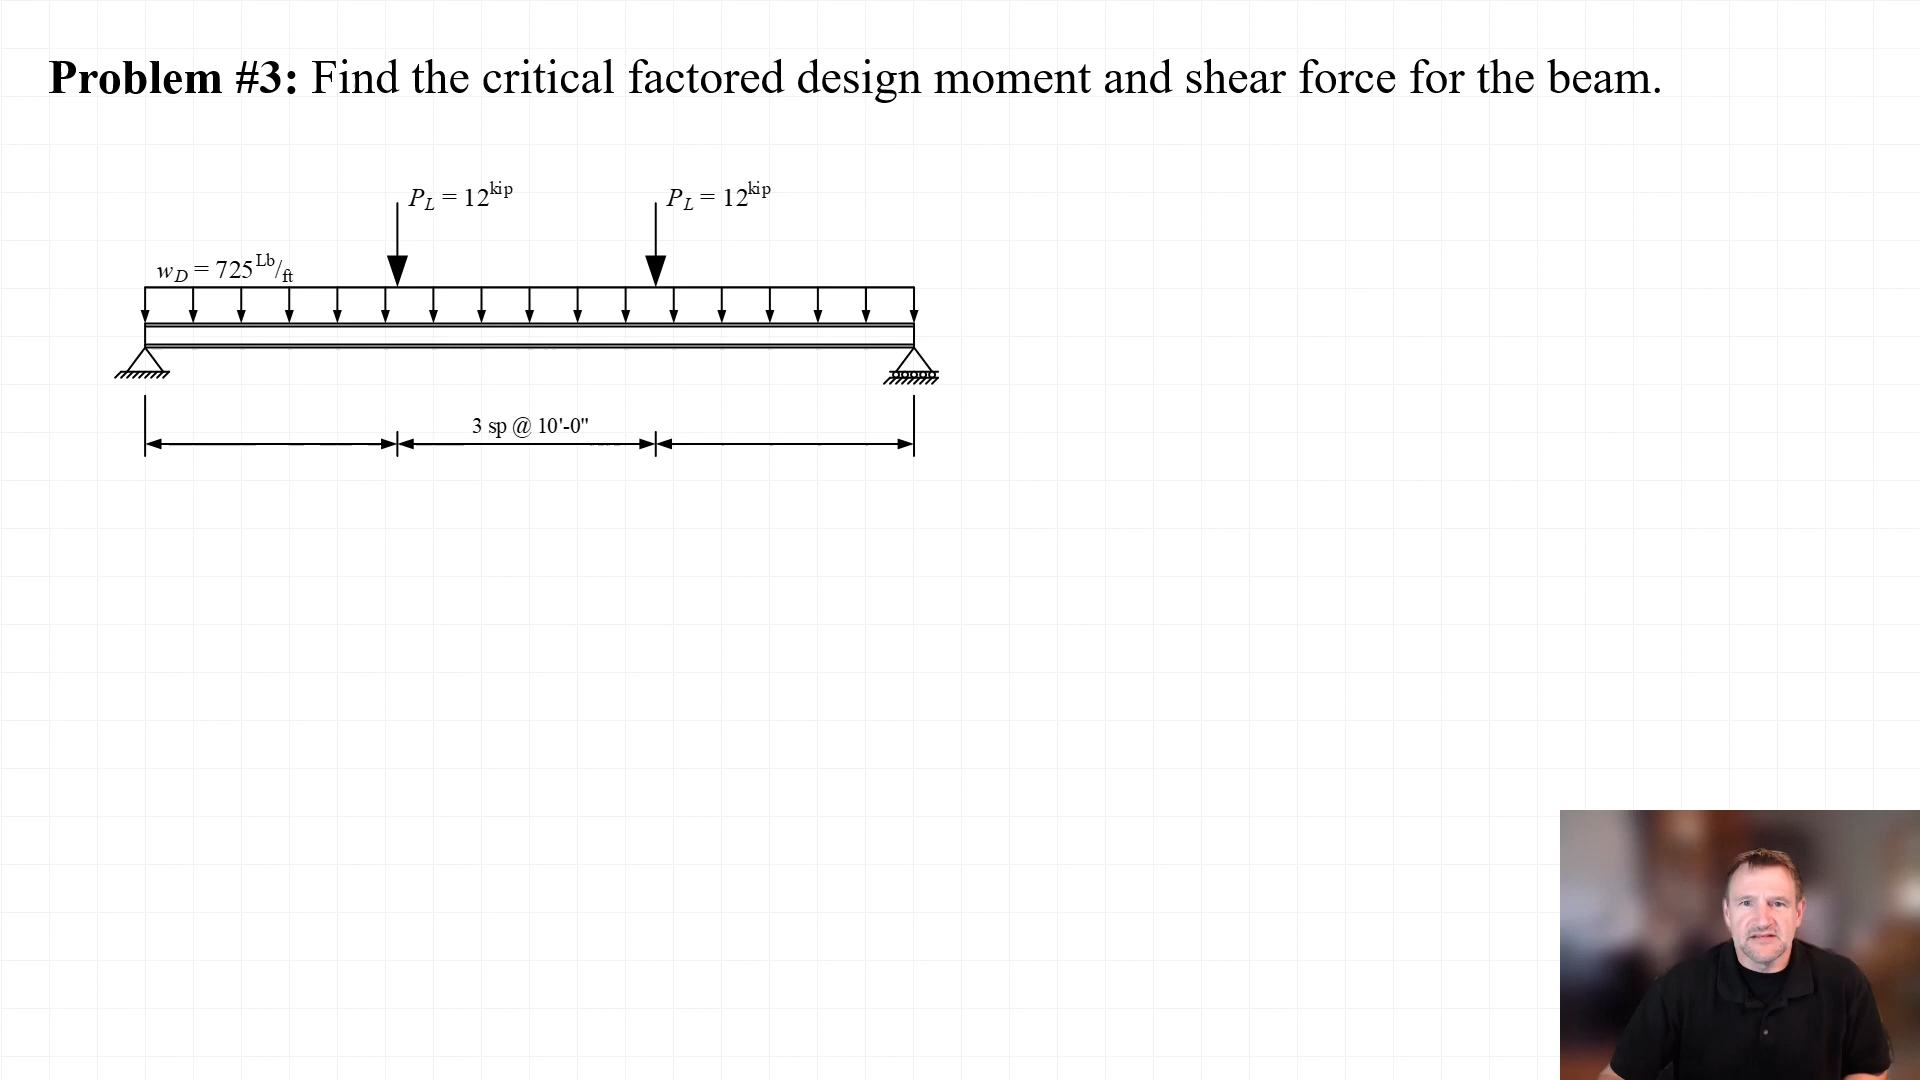 Problem #3: Find the critical factored design moment and shear force for the beam.
P_L = 12^kip
P_L = 12^kip
w_D = 725 ^Lb/_ft
3 sp @ 10'-0"